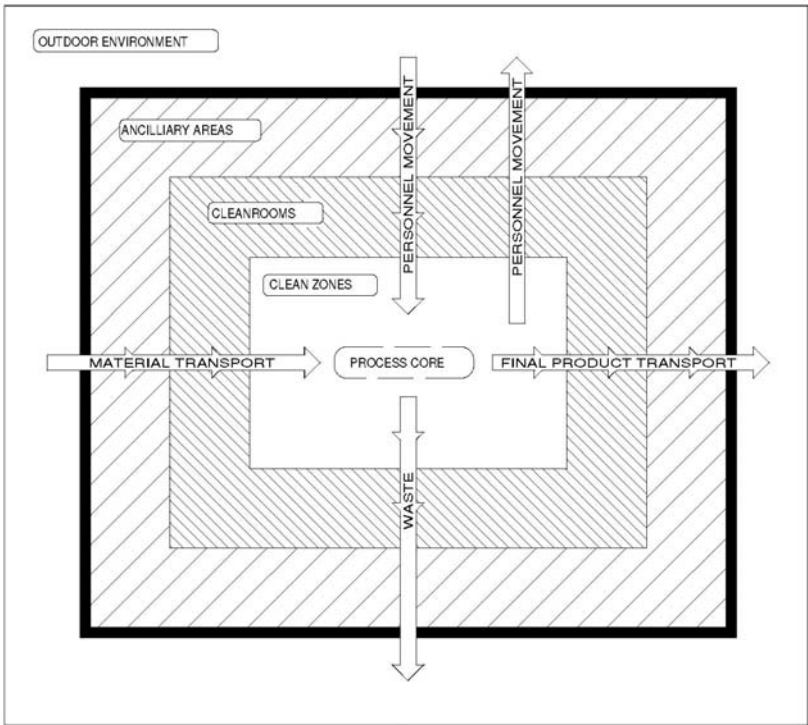 OUTDOOR ENVIRONMENT
ANCILLIARY AREAS
PERSONNEL MOVEMENT
PERSONNEL MOVEMENT
CLEANROOMS
CLEAN ZONES
MATERIAL TRANSPORT
PROCESS CORE
FINAL PRODUCT TRANSPORT
WASTE